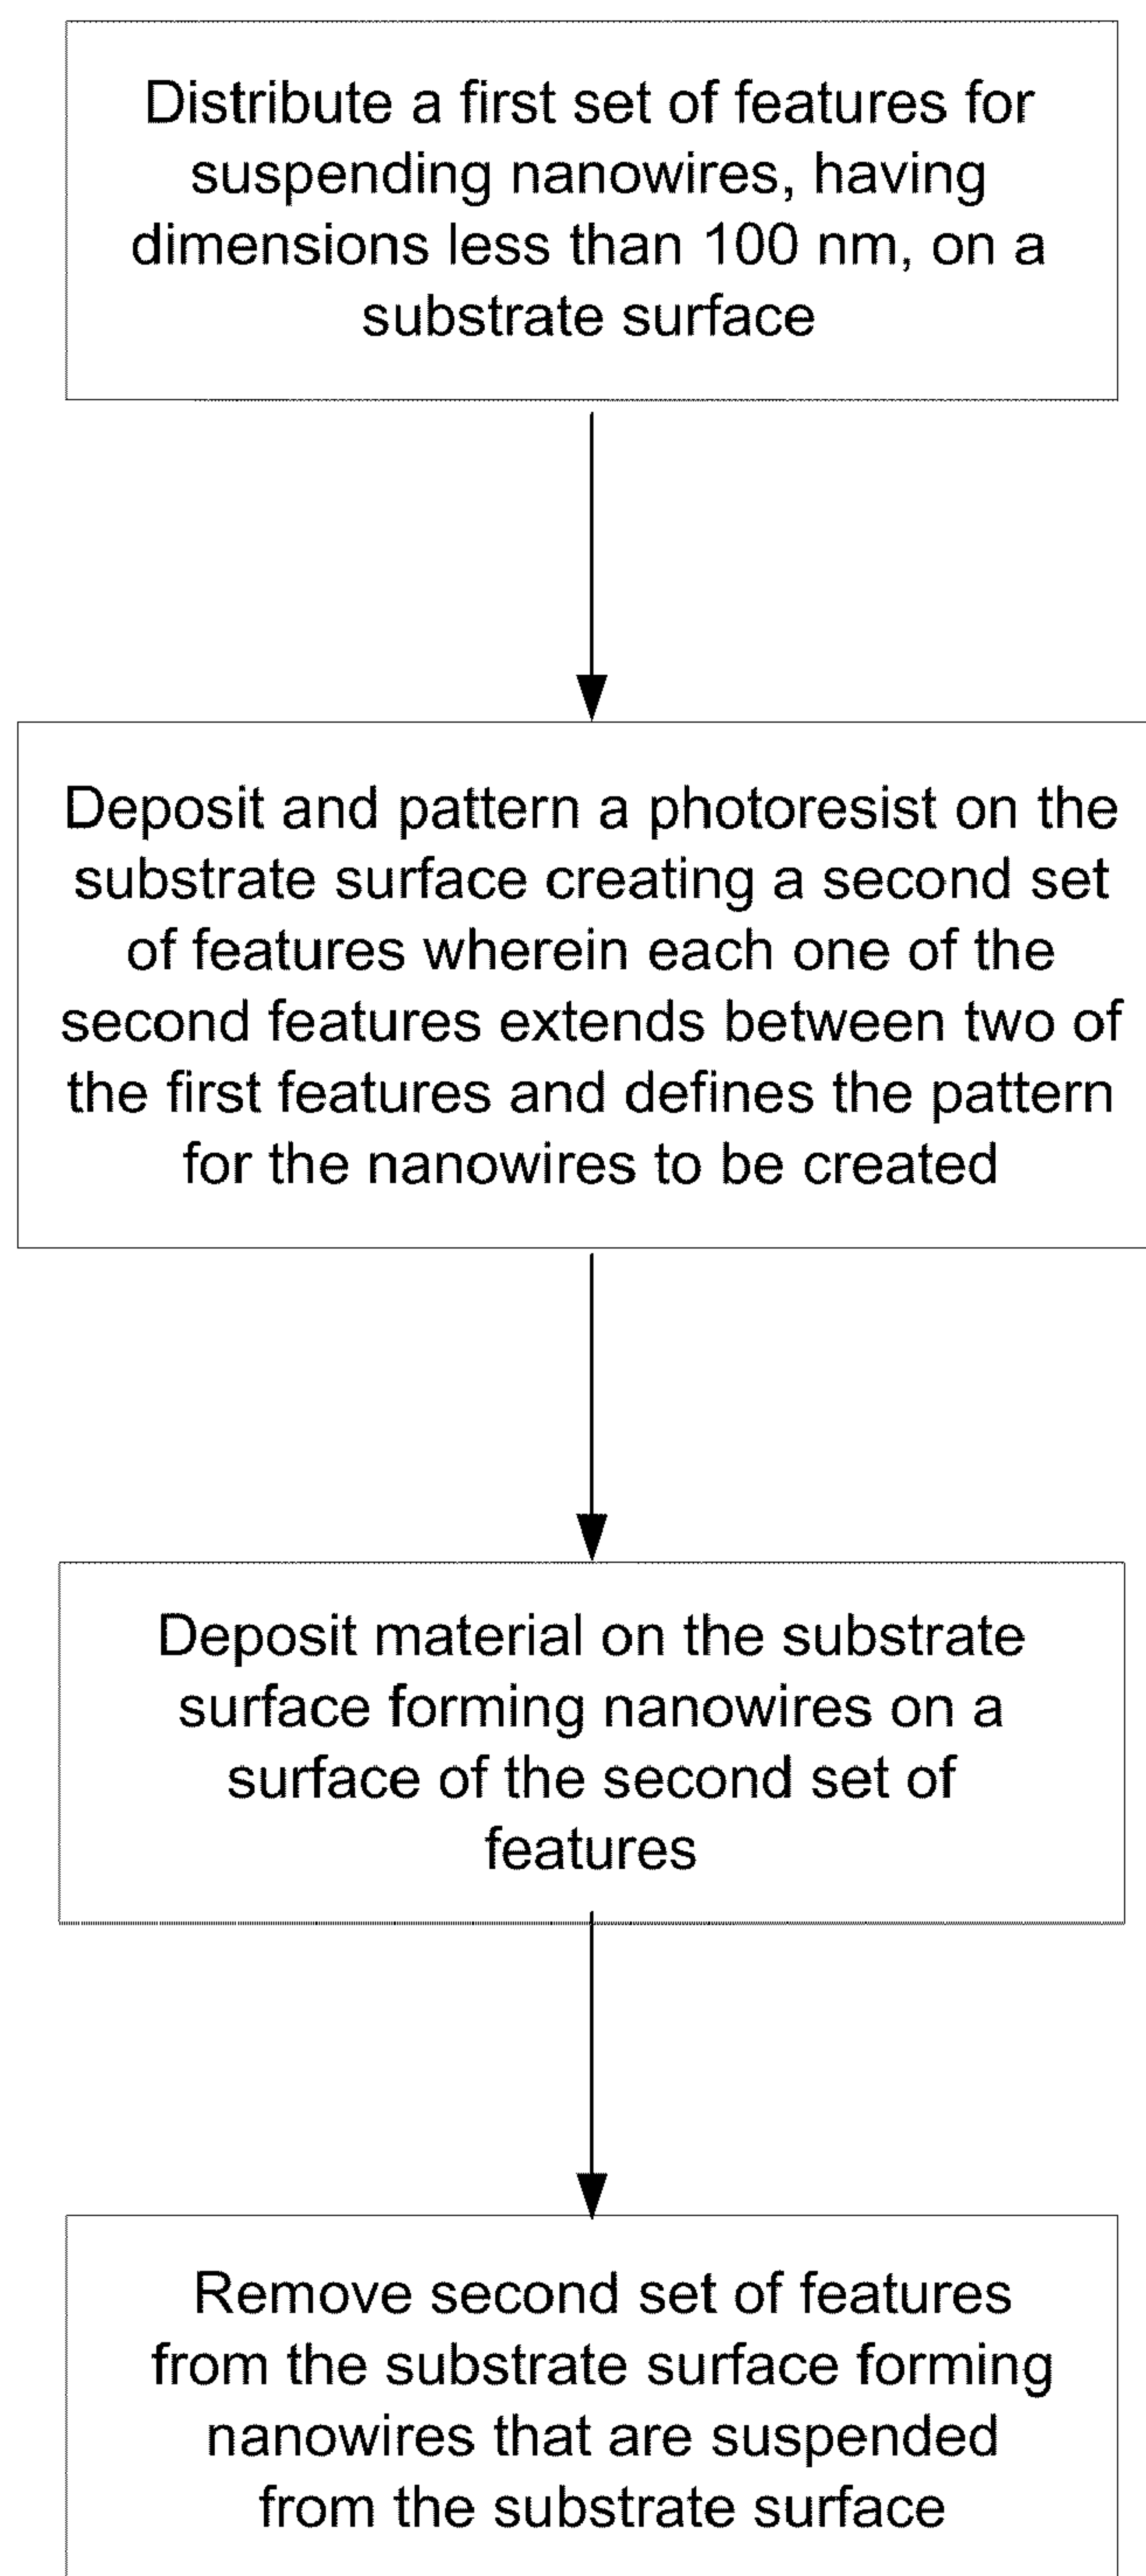 Distribute a first set of features for
suspending nanowires, having
dimensions less than 100 nm, on a
substrate surface
Deposit and pattern a photoresist on the
substrate surface creating a second set
of features wherein each one of the
second features extends between two of
the first features and defines the pattern
for the nanowires to be created
Deposit material on the substrate
surface forming nanowires on a
surface of the second set of
features
Remove second set of features
from the substrate surface forming
nanowires that are suspended
from the substrate surface